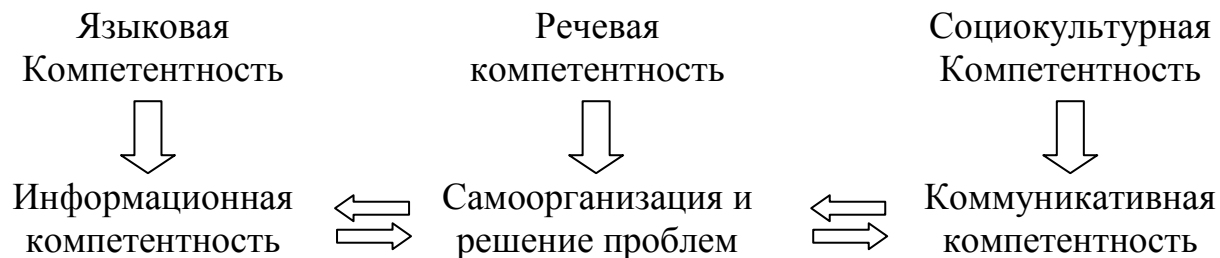 Языковая
Компетентность
Речевая
компетентность
Социокультурная
Компетентность
Информационная
компетентность
Самоорганизация и
решение проблем
Коммуникативная
компетентность